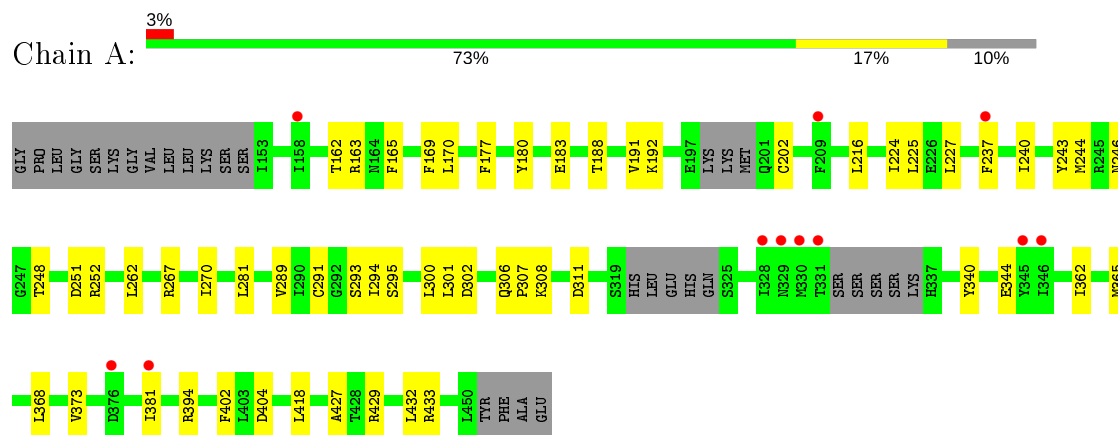 3%
Chain A:
73% 17% 10%
GLY PRO LEU GLY SER LYS GLY VAL LEU LEU LYS SER SER I153 I158 T162 R163 N164 F165 F169 L170 F177 Y180 E183 T188 V191 K192 E197 LYS LYS MET Q201 C202 F209 L216 I224 L225 E226 L227 F237 I240 Y243 M244 R245 N246
G247 T248 D251 R252 L262 R267 I270 L281 V289 I290 C291 G292 S293 I294 S295 L300 L301 D302 Q306 P307 K308 D311 S319 HIS LEU GLU HIS GLN S325 I328 N329 M330 T331 SER SER SER SER LYS H337 Y340 E344 Y345 I346 I362 M365
L368 V373 D376 I381 R394 F402 L403 D404 L418 A427 T428 R429 L432 R433 L450 TYR PHE ALA GLU